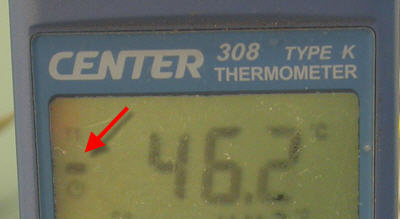 CENTER 308 TYPE K
THERMOMETER
46.2 °C